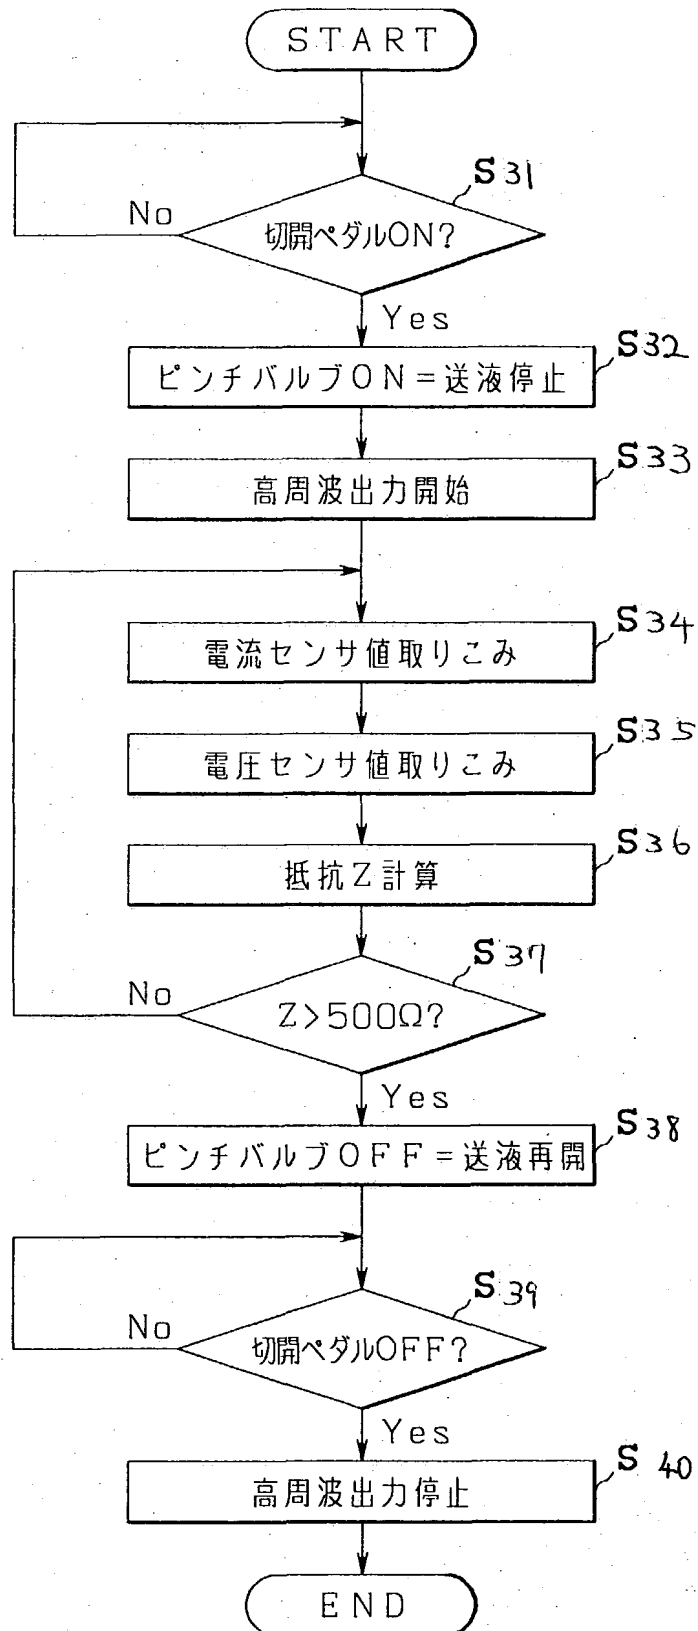 START
S31
No
切開ペダルON?
Yes
S32
ピンチバルブON=送液停止
S33
高周波出力開始
S34
電流センサ値取りこみ
S35
電圧センサ値取りこみ
S36
抵抗Z計算
S37
No
Z>500Ω?
Yes
S38
ピンチバルブOFF=送液再開
S39
No
切開ペダルOFF?
Yes
S40
高周波出力停止
END